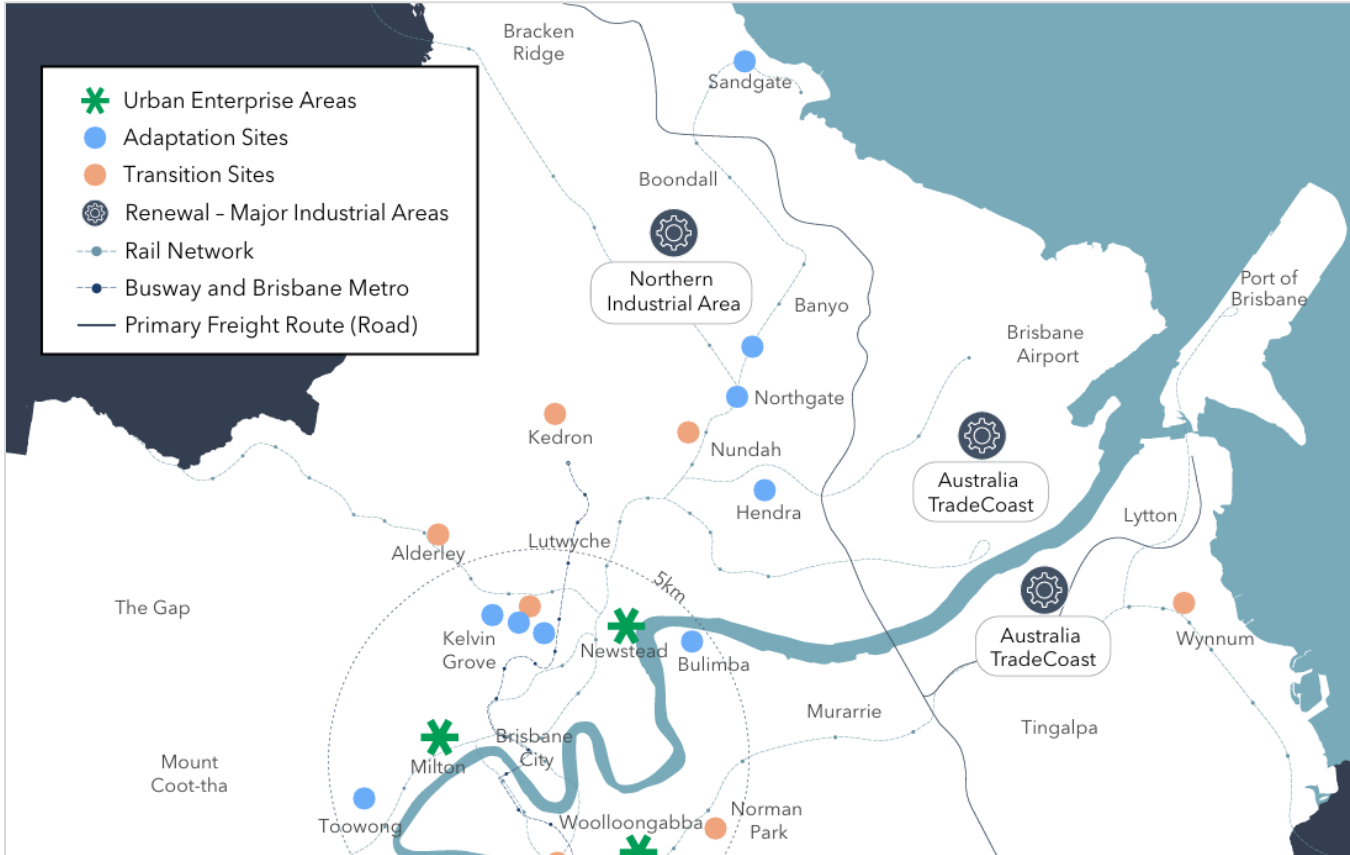 Bracken
Ridge
Sandgate
Urban Enterprise Areas
Adaptation Sites
Transition Sites
Renewal – Major Industrial Areas
Rail Network
Busway and Brisbane Metro
Primary Freight Route (Road)
Boondall
Northern
Industrial Area
Banyo
Port of
Brisbane
Brisbane
Airport
Northgate
Kedron
Nundah
Australia
TradeCoast
Hendra
Lytton
Lutwyche
Alderley
5km
The Gap
Kelvin
Grove
Newstead
Bulimba
Australia
TradeCoast
Wynnum
Murarrie
Tingalpa
Brisbane
City
Milton
Mount
Coot-tha
Toowong
Woolloongabba
Norman
Park